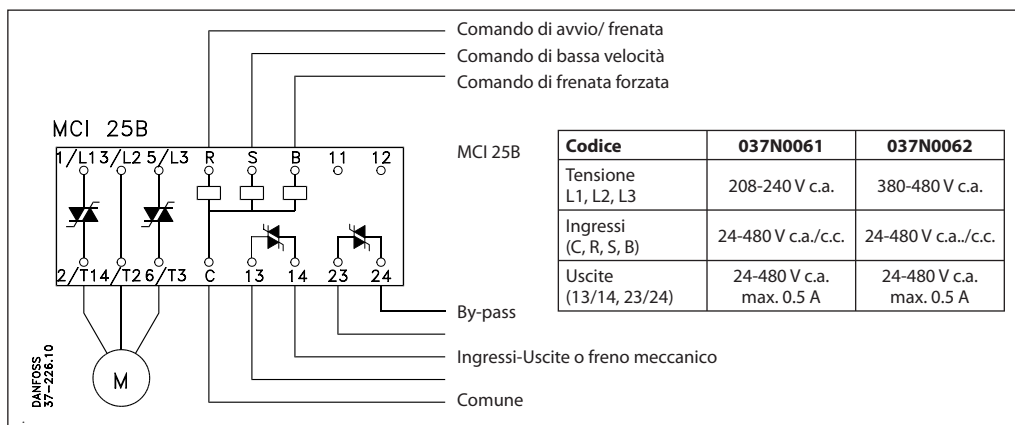 Comando di avvio/ frenata
Comando di bassa velocità
Comando di frenata forzata
MCI 25B
1/L1 3/L2 5/L3 R S B 11 12
2/T1 4/T2 6/T3 C 13 14 23 24
M
DANFOSS
37-226.10
By-pass
Ingressi-Uscite o freno meccanico
Comune
MCI 25B
Codice 037N0061 037N0062
Tensione
L1, L2, L3 208-240 V c.a. 380-480 V c.a.
Ingressi
(C, R, S, B) 24-480 V c.a./c.c. 24-480 V c.a../c.c.
Uscite
(13/14, 23/24) 24-480 V c.a.
max. 0.5 A 24-480 V c.a.
max. 0.5 A